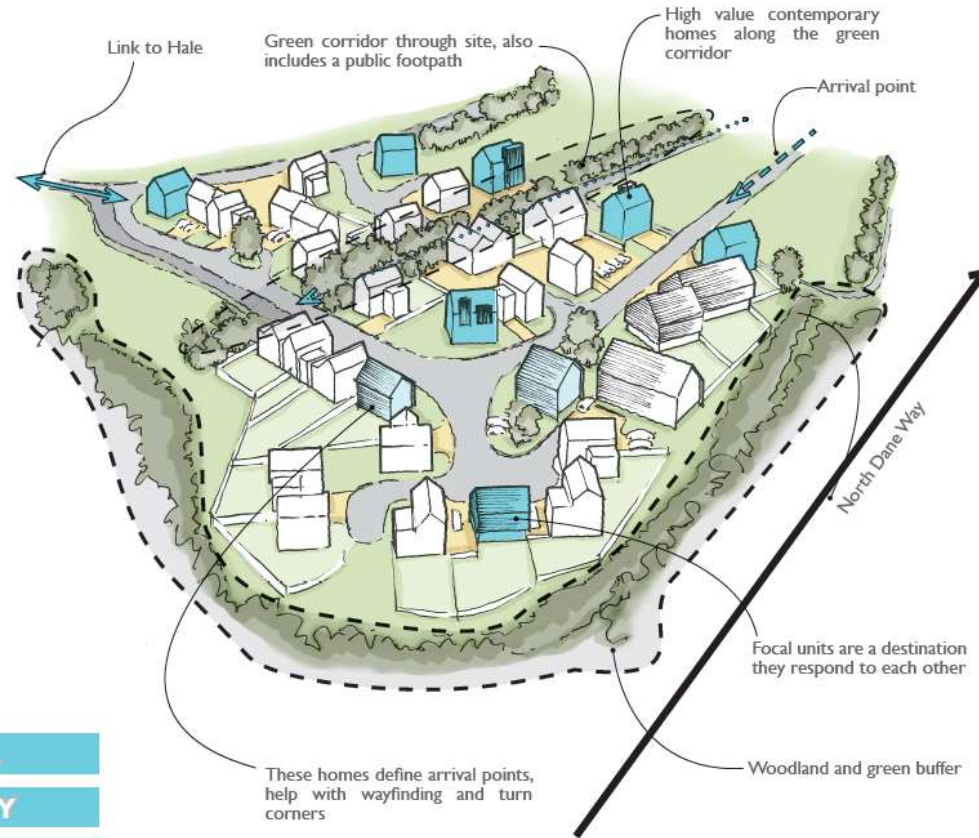 High value contemporary
homes along the green
corridor
Link to Hale
Green corridor through site, also
includes a public footpath
Arrival point
North Dane Way
Focal units are a destination
they respond to each other
These homes define arrival points,
help with wayfinding and turn
corners
Woodland and green buffer
Y